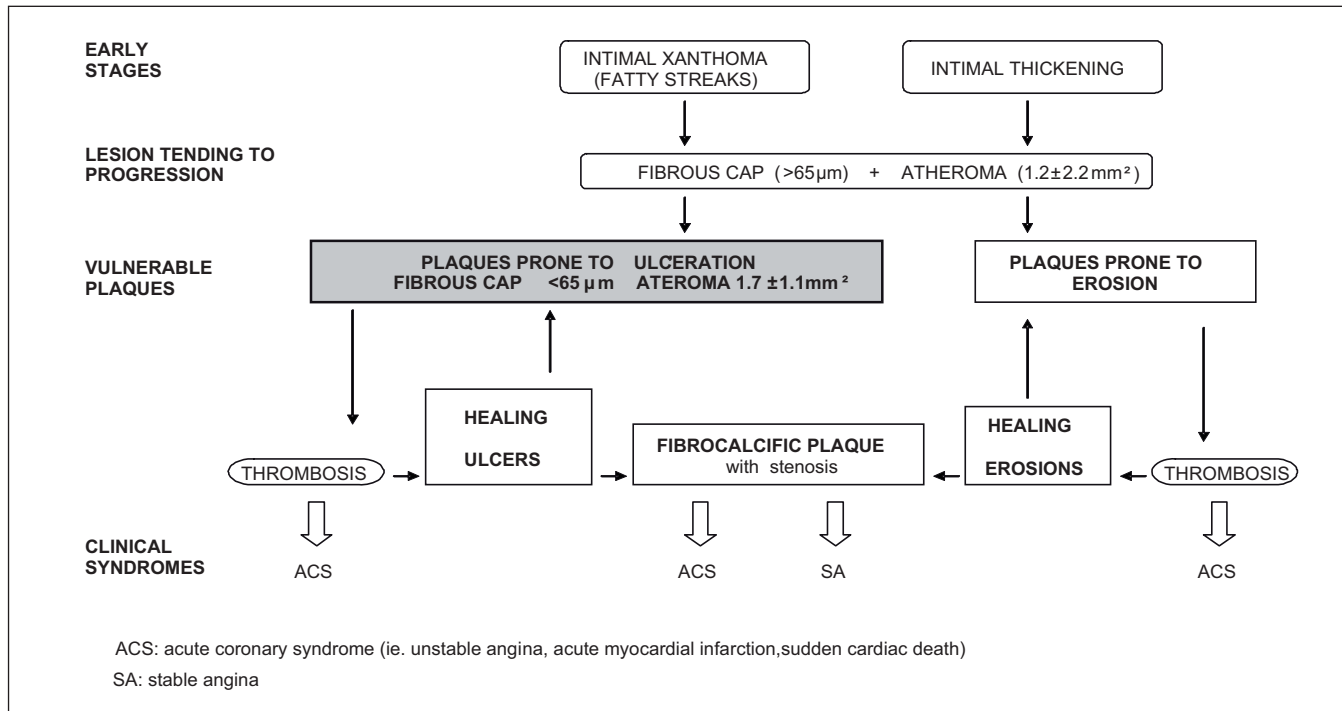 EARLY
STAGES
INTIMAL XANTHOMA
(FATTY STREAKS)
INTIMAL THICKENING
LESION TENDING TO
PROGRESSION
FIBROUS CAP (>65µm) + ATHEROMA (1.2±2.2mm²)
VULNERABLE
PLAQUES
PLAQUES PRONE TO ULCERATION
FIBROUS CAP <65 µm ATEROMA 1.7 ±1.1mm²
PLAQUES PRONE TO
EROSION
HEALING
ULCERS
FIBROCALCIFIC PLAQUE
with stenosis
HEALING
EROSIONS
THROMBOSIS
THROMBOSIS
CLINICAL
SYNDROMES
ACS
ACS
SA
ACS
ACS: acute coronary syndrome (ie. unstable angina, acute myocardial infarction,sudden cardiac death)
SA: stable angina